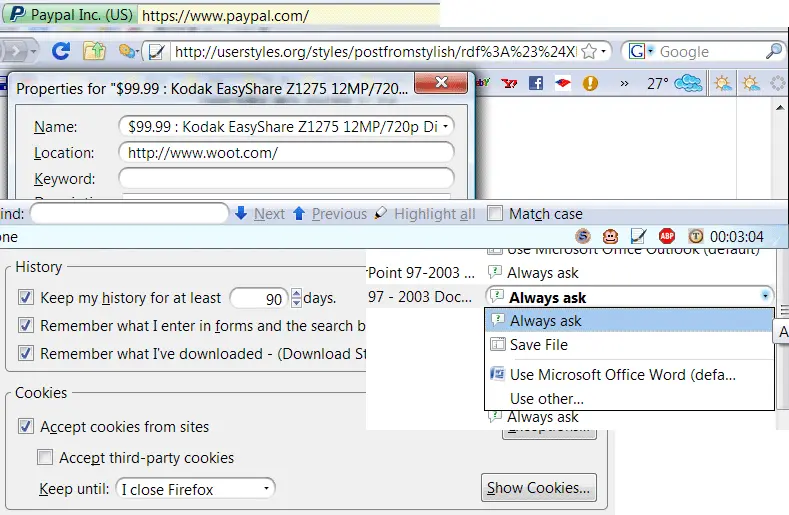 Paypal Inc. (US) https://www.paypal.com/
http://userstyles.org/styles/postfromstylish/rdf%3A%23%24X
Google
Properties for "$99.99 : Kodak EasyShare Z1275 12MP/720...
» 27°
Name: $99.99 : Kodak EasyShare Z1275 12MP/720p Di
Location: http://www.woot.com/
Keyword:
ind: Next Previous Highlight all Match case
one ABP 00:03:04
Use Microsoft Office Outlook (default)
History
Point 97-2003 ... Always ask
Keep my history for at least 90 days.
97 - 2003 Doc... Always ask
Remember what I enter in forms and the search b
Always ask
Save File
Remember what I've downloaded - (Download St
Use Microsoft Office Word (defa...
Cookies
Use other...
Always ask
Accept cookies from sites
Accept third-party cookies
Keep until: I close Firefox
Show Cookies...